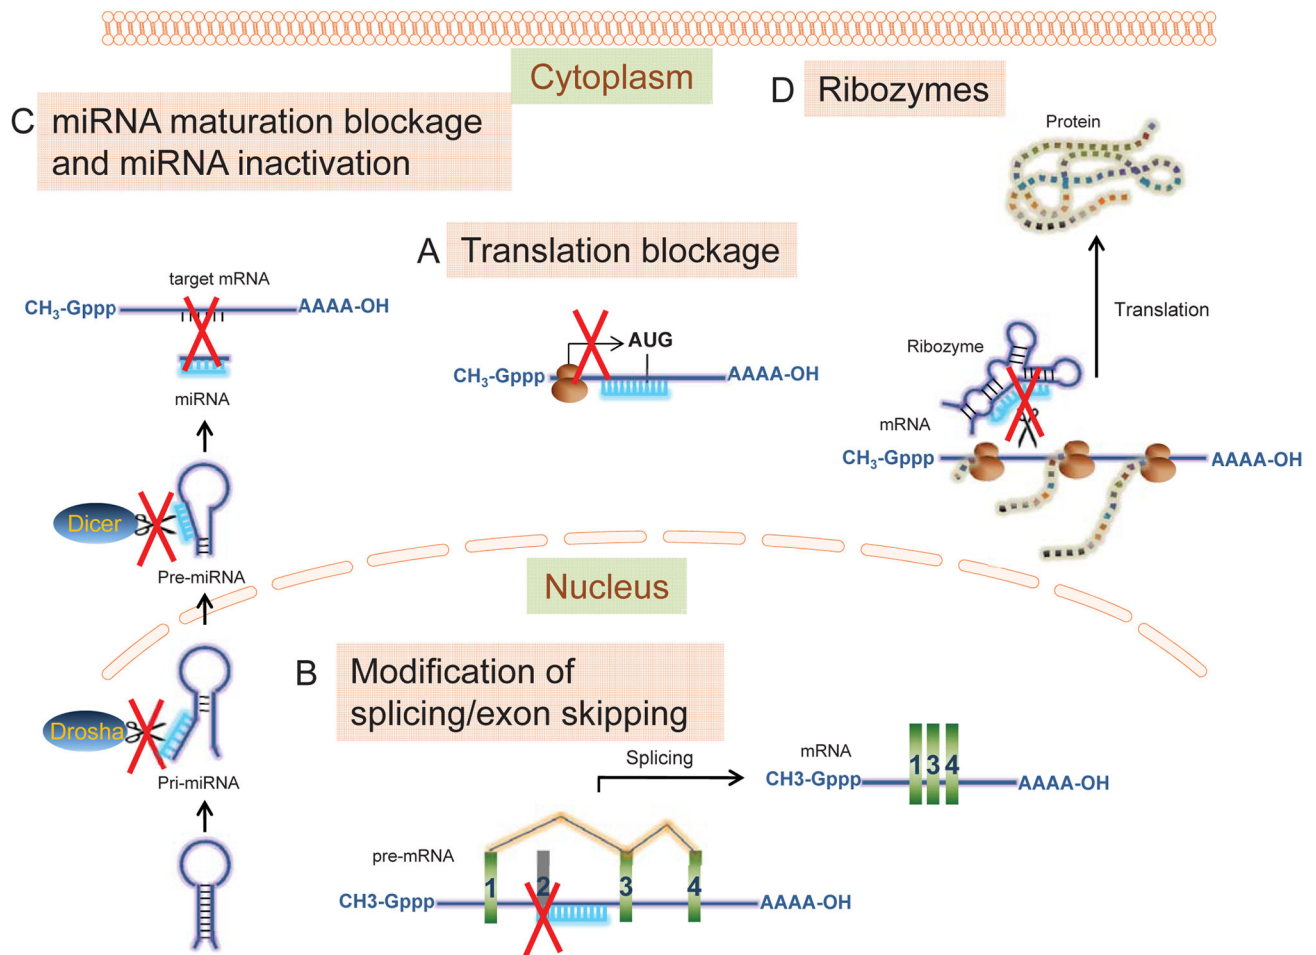 Cytoplasm
C
miRNA maturation blockage
and miRNA inactivation
target mRNA
CH₃-Gppp
AAAA-OH
miRNA
Dicer
Pre-miRNA
Drosha
Pri-miRNA
A
Translation blockage
AUG
CH₃-Gppp
AAAA-OH
D
Ribozymes
Protein
Translation
Ribozyme
mRNA
CH₃-Gppp
AAAA-OH
Nucleus
B
Modification of
splicing/exon skipping
Splicing
mRNA
1 3 4
CH3-Gppp
AAAA-OH
pre-mRNA
1 2 3 4
CH3-Gppp
AAAA-OH